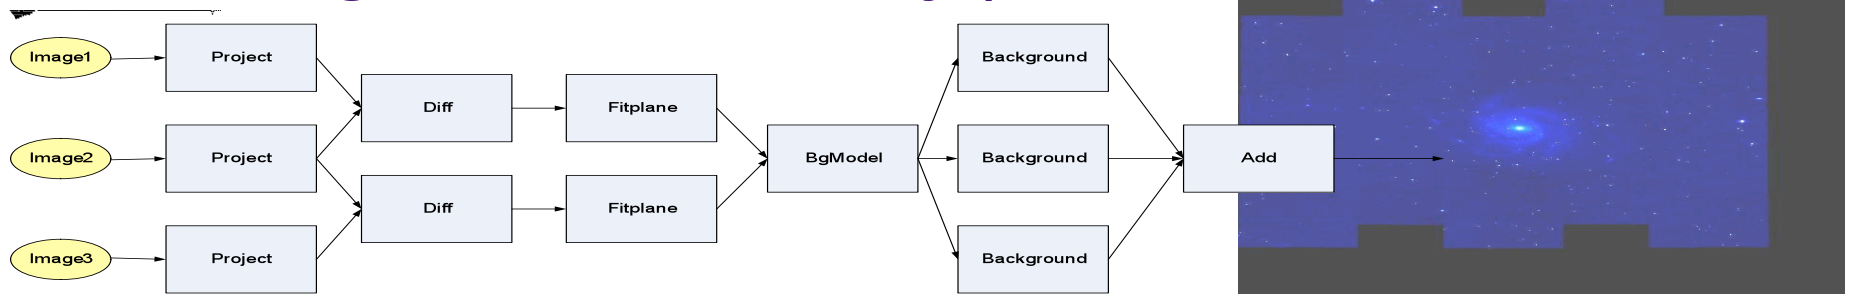 Image1
Project
Background
Diff
Fitplane
Image2
Project
BgModel
Background
Add
Diff
Fitplane
Image3
Project
Background